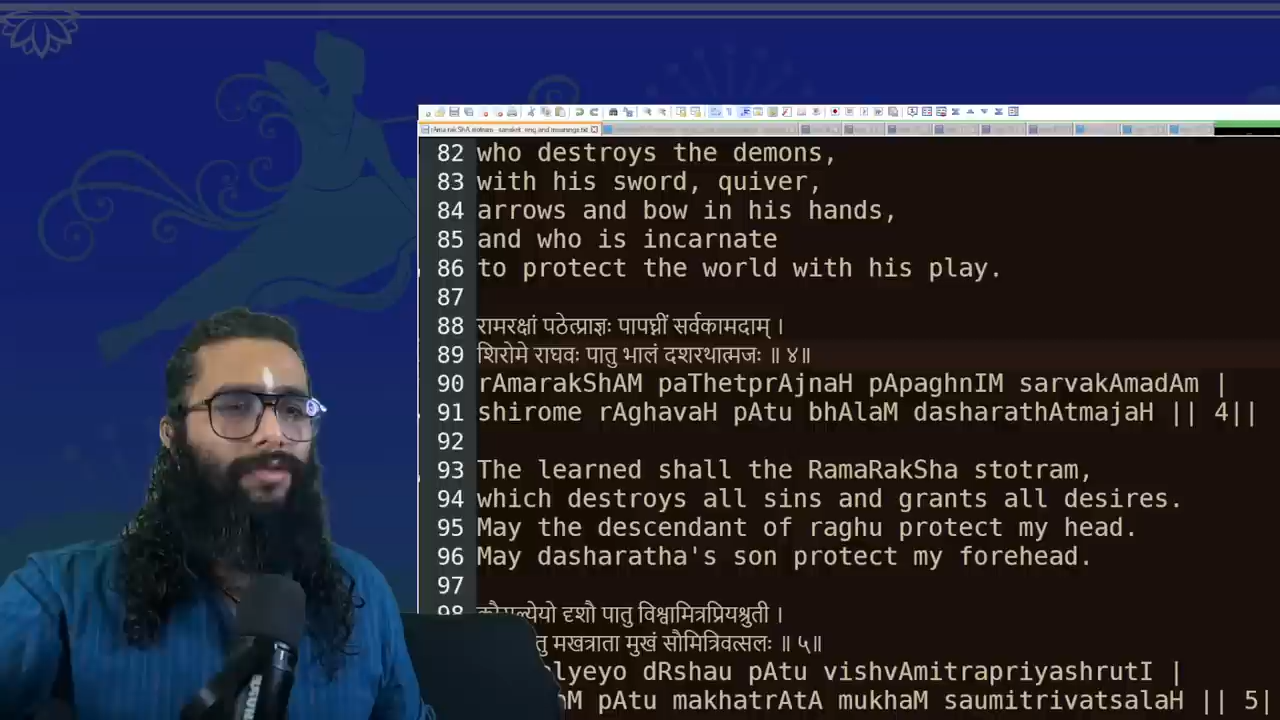 82 who destroys the demons,
83 with his sword, quiver,
84 arrows and bow in his hands,
85 and who is incarnate
86 to protect the world with his play.
87
88 रामरक्षां पठेत्प्राज्ञः पापघ्नीं सर्वकामदाम् ।
89 शिरोमे राघवः पातु भालं दशरथात्मजः ॥ ४॥
90 rAmarakShAM paThetprAjnaH pApaghnIM sarvakAmadAm |
91 shirome rAghavaH pAtu bhAlaM dasharathAtmajaH || 4||
92
93 The learned shall the RamaRakSha stotram,
94 which destroys all sins and grants all desires.
95 May the descendant of raghu protect my head.
96 May dasharatha's son protect my forehead.
97
98 दृशौ पातु विश्वामित्रप्रियश्रुती ।
मखत्राता मुखं सौमित्रिवत्सलः ॥ ५॥
lyeyo dRshau pAtu vishvAmitrapriyashrutI |
M pAtu makhatrAtA mukhaM saumitrivatsalaH || 5|